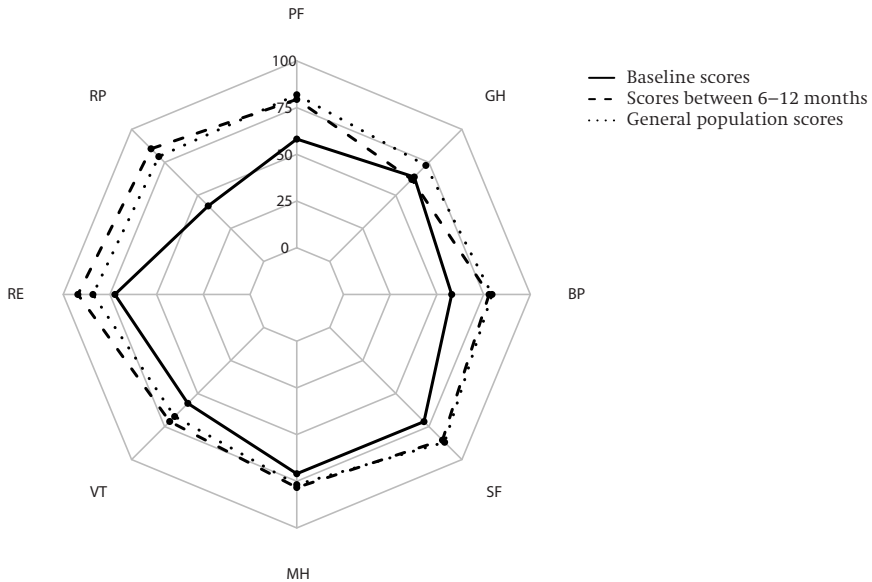 PF
100
RP
GH
Baseline scores
Scores between 6–12 months
General population scores
75
50
25
0
RE
BP
VT
SF
MH